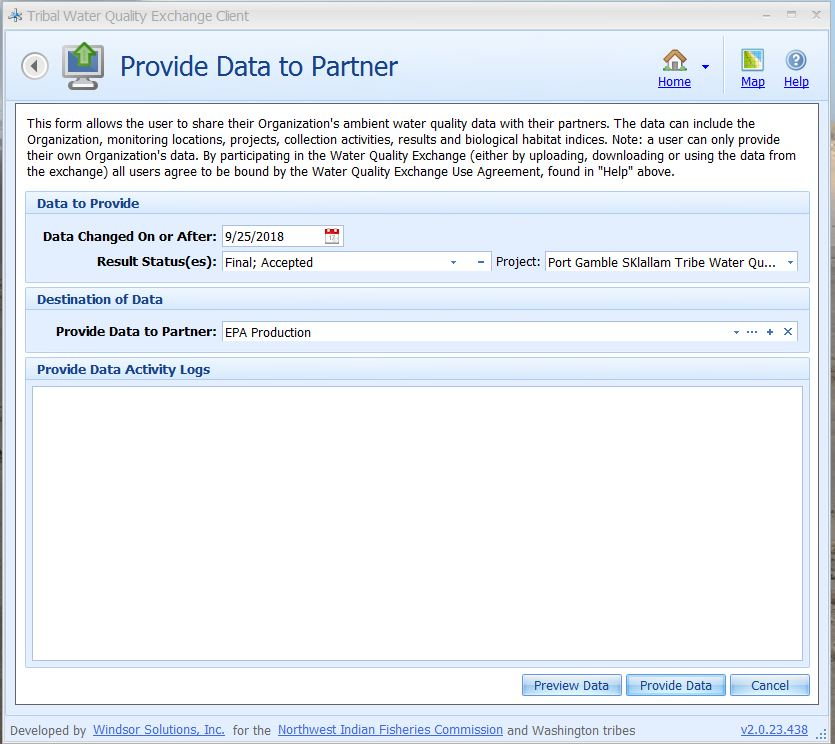 Tribal Water Quality Exchange Client
Provide Data to Partner
Home
Map
Help
This form allows the user to share their Organization's ambient water quality data with their partners. The data can include the
Organization, monitoring locations, projects, collection activities, results and biological habitat indices. Note: a user can only provide
their own Organization's data. By participating in the Water Quality Exchange (either by uploading, downloading or using the data from
the exchange) all users agree to be bound by the Water Quality Exchange Use Agreement, found in "Help" above.
Data to Provide
Data Changed On or After: 9/25/2018
Result Status(es): Final; Accepted Project: Port Gamble SKlallam Tribe Water Qu...
Destination of Data
Provide Data to Partner: EPA Production
Provide Data Activity Logs
Preview Data Provide Data Cancel
Developed by Windsor Solutions, Inc. for the Northwest Indian Fisheries Commission and Washington tribes v2.0.23.438